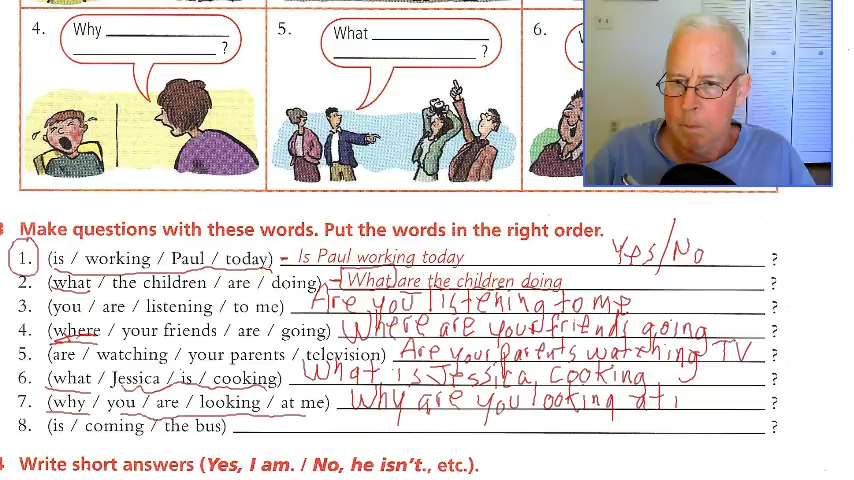 4.
Why
?
5.
What
?
6.
Make questions with these words. Put the words in the right order.
1. (is / working / Paul / today) - Is Paul working today Yes/No ?
2. (what / the children / are / doing) - What are the children doing ?
3. (you / are / listening / to me) Are you listening to me ?
4. (where / your friends / are / going) Where are your friends going ?
5. (are / watching / your parents / television) Are your parents watching TV ?
6. (what / Jessica / is / cooking) What is Jessica cooking ?
7. (why / you / are / looking / at me) Why are you looking at ?
8. (is / coming / the bus) ?
Write short answers (Yes, I am. / No, he isn't., etc.).